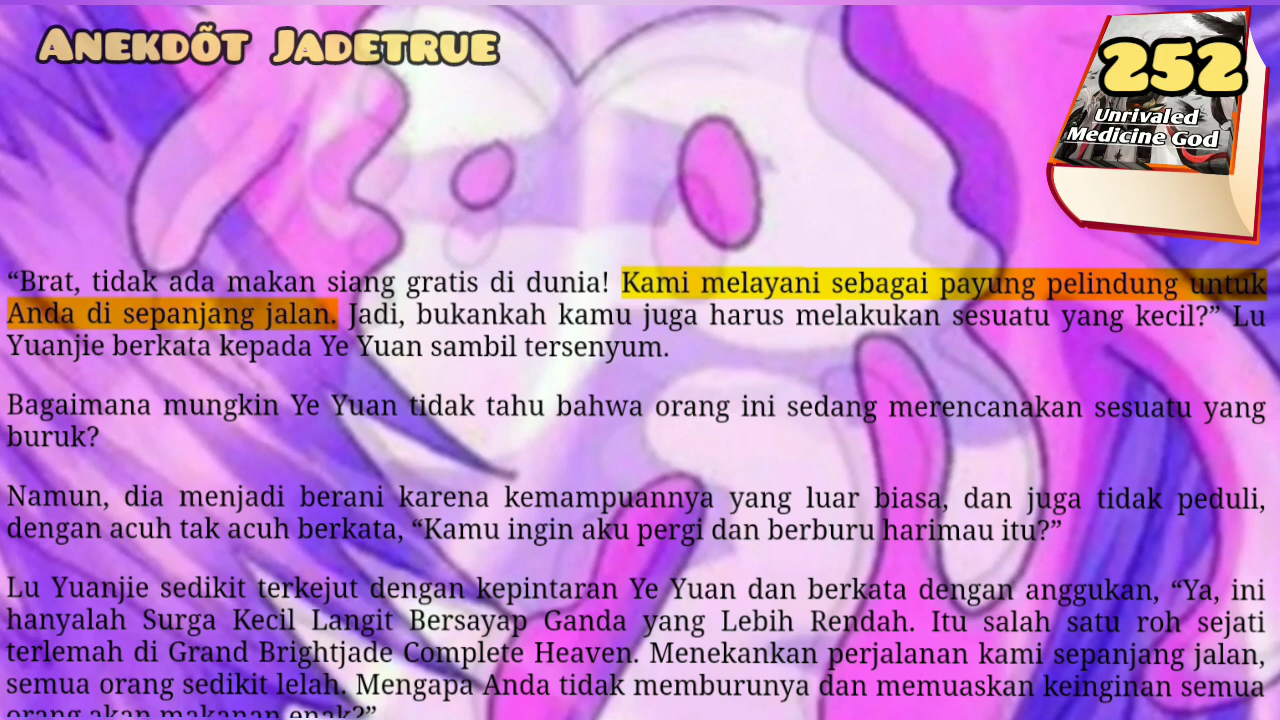 Anekdõt Jadetrue
252
Unrivaled
Medicine God
“Brat, tidak ada makan siang gratis di dunia! Kami melayani sebagai payung pelindung untuk
Anda di sepanjang jalan. Jadi, bukankah kamu juga harus melakukan sesuatu yang kecil?” Lu
Yuanjie berkata kepada Ye Yuan sambil tersenyum.
Bagaimana mungkin Ye Yuan tidak tahu bahwa orang ini sedang merencanakan sesuatu yang
buruk?
Namun, dia menjadi berani karena kemampuannya yang luar biasa, dan juga tidak peduli,
dengan acuh tak acuh berkata, “Kamu ingin aku pergi dan berburu harimau itu?”
Lu Yuanjie sedikit terkejut dengan kepintaran Ye Yuan dan berkata dengan anggukan, “Ya, ini
hanyalah Surga Kecil Langit Bersayap Ganda yang Lebih Rendah. Itu salah satu roh sejati
terlemah di Grand Brightjade Complete Heaven. Menekankan perjalanan kami sepanjang jalan,
semua orang sedikit lelah. Mengapa Anda tidak memburunya dan memuaskan keinginan semua
orang akan makanan enak?”